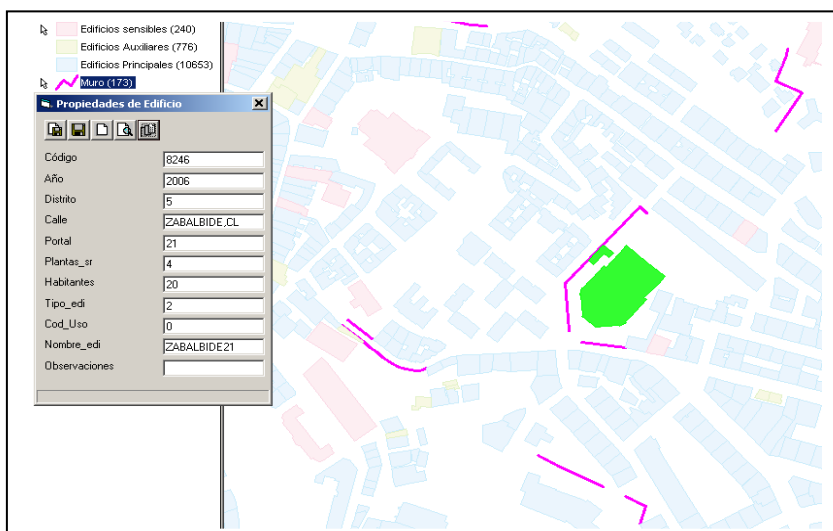 Edificios sensibles (240)
Edificios Auxiliares (776)
Edificios Principales (10653)
Muro (173)
Propiedades de Edificio
Código 8246
Año 2006
Distrito 5
Calle ZABALBIDE,CL
Portal 21
Plantas_sr 4
Habitantes 20
Tipo_edi 2
Cod_Uso 0
Nombre_edi ZABALBIDE21
Observaciones